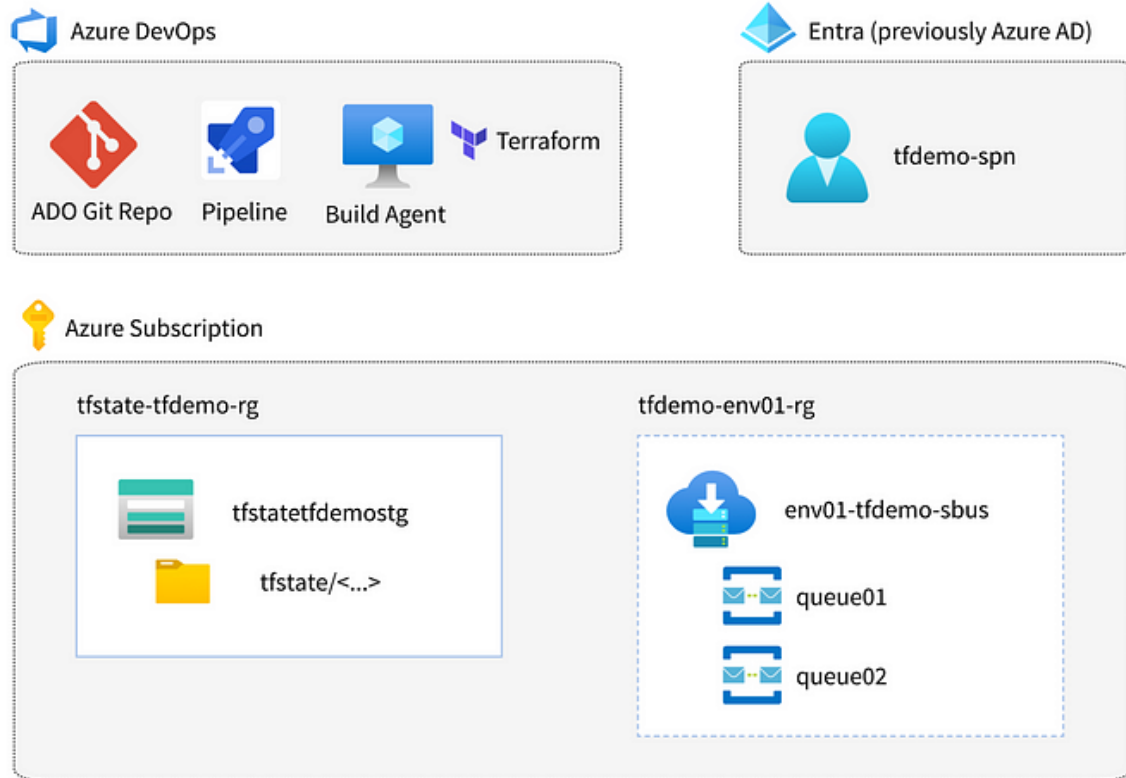 Azure DevOps
Entra (previously Azure AD)
ADO Git Repo
Pipeline
Build Agent
Terraform
tfdemo-spn
Azure Subscription
tfstate-tfdemo-rg
tfdemo-env01-rg
tfstatetfdemostg
tfstate/<...>
env01-tfdemo-sbus
queue01
queue02